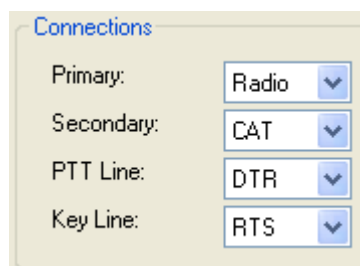 Connections
Primary: Radio
Secondary: CAT
PTT Line: DTR
Key Line: RTS